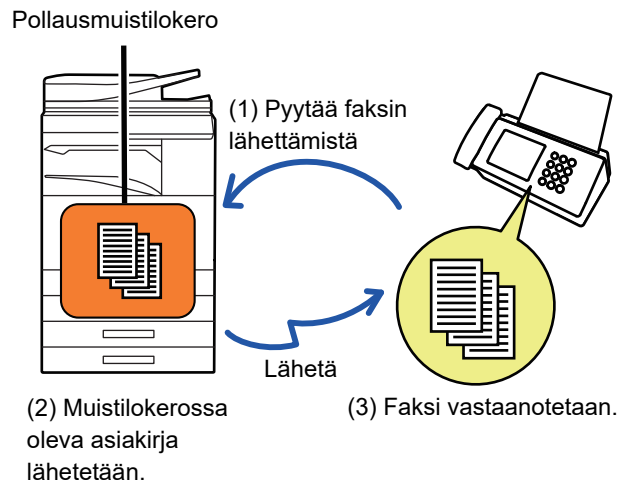 Pollausmuistilokero
(1) Pyytää faksin
lähettämistä
Lähetä
(2) Muistilokerossa
oleva asiakirja
lähetetään.
(3) Faksi vastaanotetaan.